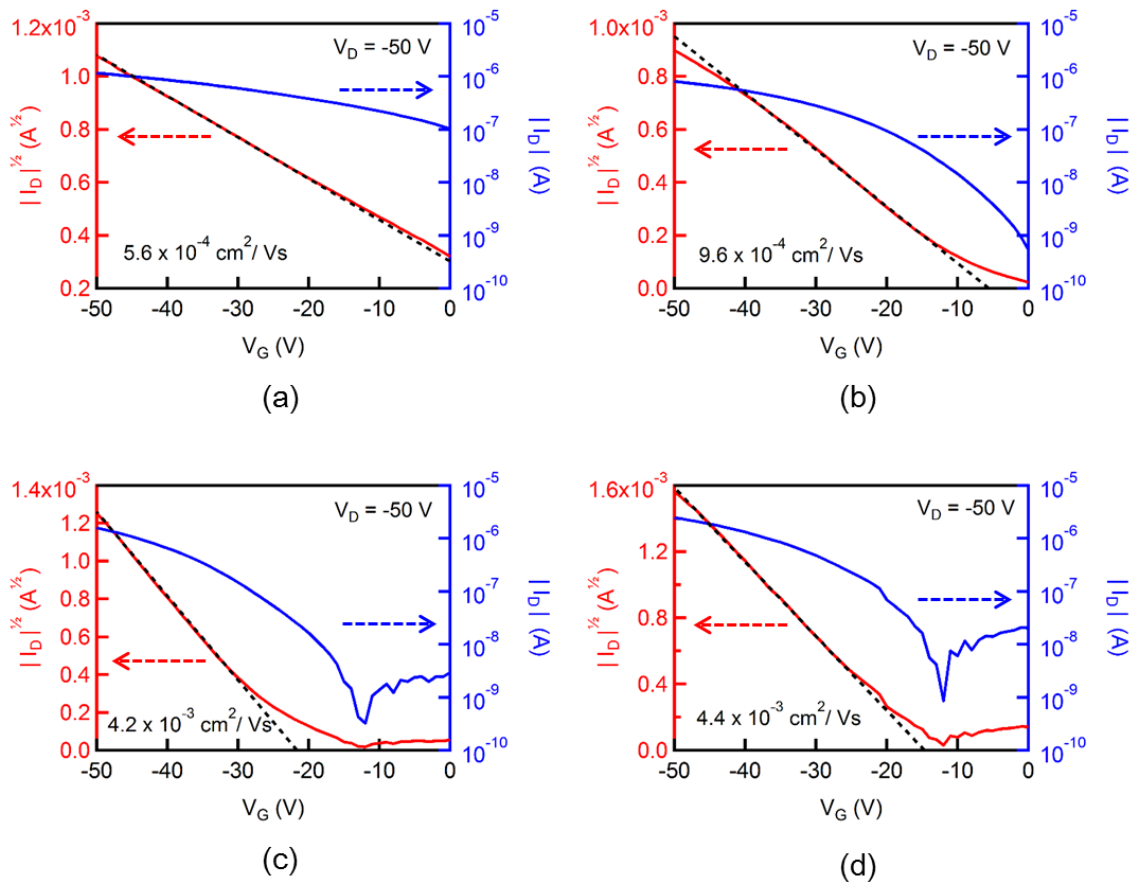 1.2x10⁻³
1.0
0.8
0.6
0.4
0.2
| I_D |^½ (A^½)
V_D = -50 V
5.6 x 10⁻⁴ cm²/ Vs
10⁻⁵
10⁻⁶
10⁻⁷
10⁻⁸
10⁻⁹
10⁻¹⁰
| I_D | (A)
-50 -40 -30 -20 -10 0
V_G (V)
(a)
1.0x10⁻³
0.8
0.6
0.4
0.2
0.0
| I_D |^½ (A^½)
V_D = -50 V
9.6 x 10⁻⁴ cm²/ Vs
10⁻⁵
10⁻⁶
10⁻⁷
10⁻⁸
10⁻⁹
10⁻¹⁰
| I_D | (A)
-50 -40 -30 -20 -10 0
V_G (V)
(b)
1.4x10⁻³
1.2
1.0
0.8
0.6
0.4
0.2
0.0
| I_D |^½ (A^½)
V_D = -50 V
4.2 x 10⁻³ cm²/ Vs
10⁻⁵
10⁻⁶
10⁻⁷
10⁻⁸
10⁻⁹
10⁻¹⁰
| I_D | (A)
-50 -40 -30 -20 -10 0
V_G (V)
(c)
1.6x10⁻³
1.2
0.8
0.4
0.0
| I_D |^½ (A^½)
V_D = -50 V
4.4 x 10⁻³ cm²/ Vs
10⁻⁵
10⁻⁶
10⁻⁷
10⁻⁸
10⁻⁹
10⁻¹⁰
| I_D | (A)
-50 -40 -30 -20 -10 0
V_G (V)
(d)